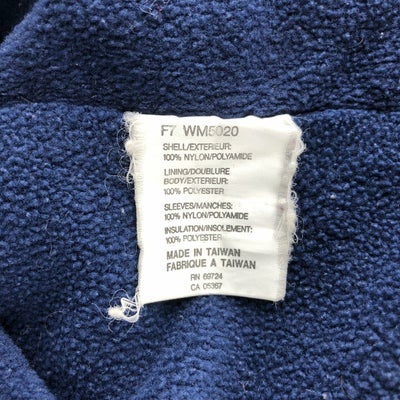 F7 WM5020
SHELL/EXTERIEUR:
100% NYLON/POLYAMIDE
LINING/DOUBLURE
BODY/EXTERIEUR:
100% POLYESTER
SLEEVES/MANCHES:
100% NYLON/POLYAMIDE
INSULATION/INSOLEMENT:
100% POLYESTER
MADE IN TAIWAN
FABRIQUE A TAIWAN
RN 69724
CA 05367